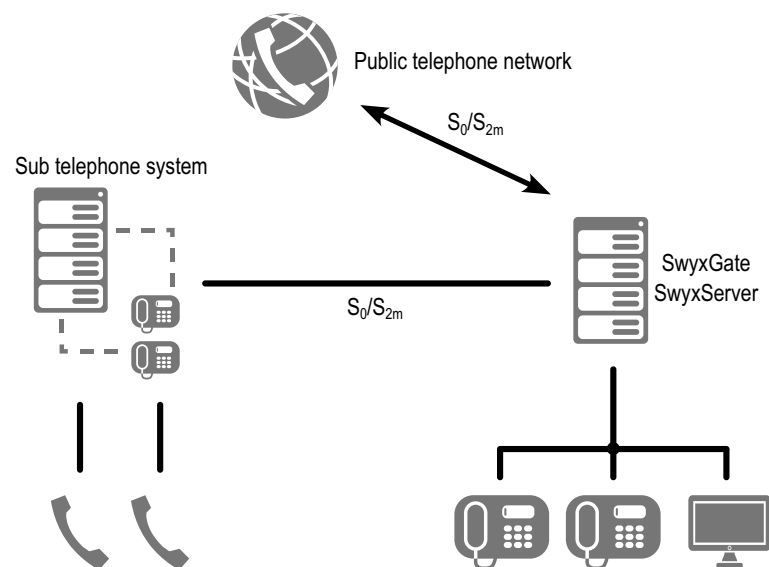 Public telephone network
S₀/S₂ₘ
Sub telephone system
SwyxGate
SwyxServer
S₀/S₂ₘ